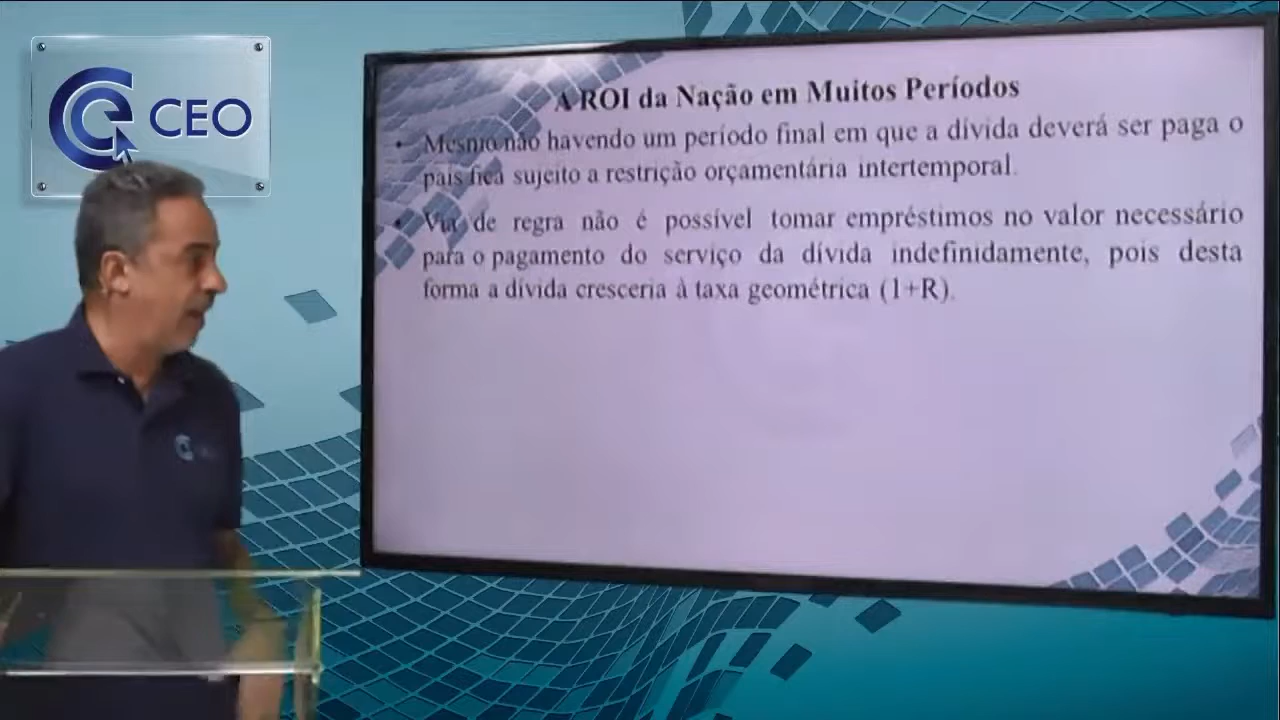 CEO
A ROI da Nação em Muitos Períodos
• Mesmo não havendo um período final em que a dívida deverá ser paga o
país fica sujeito a restrição orçamentária intertemporal.
• Via de regra não é possível tomar empréstimos no valor necessário
para o pagamento do serviço da dívida indefinidamente, pois desta
forma a dívida cresceria à taxa geométrica (1+R).